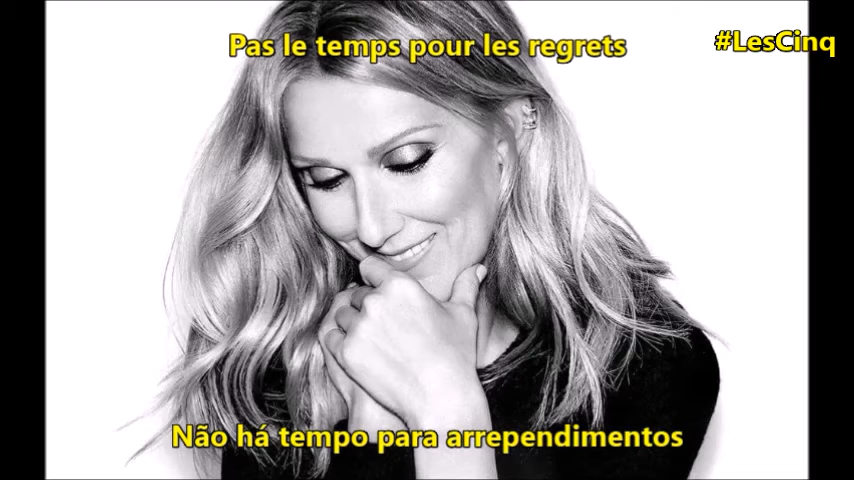 Pas le temps pour les regrets
#LesCinq
Não há tempo para arrependimentos